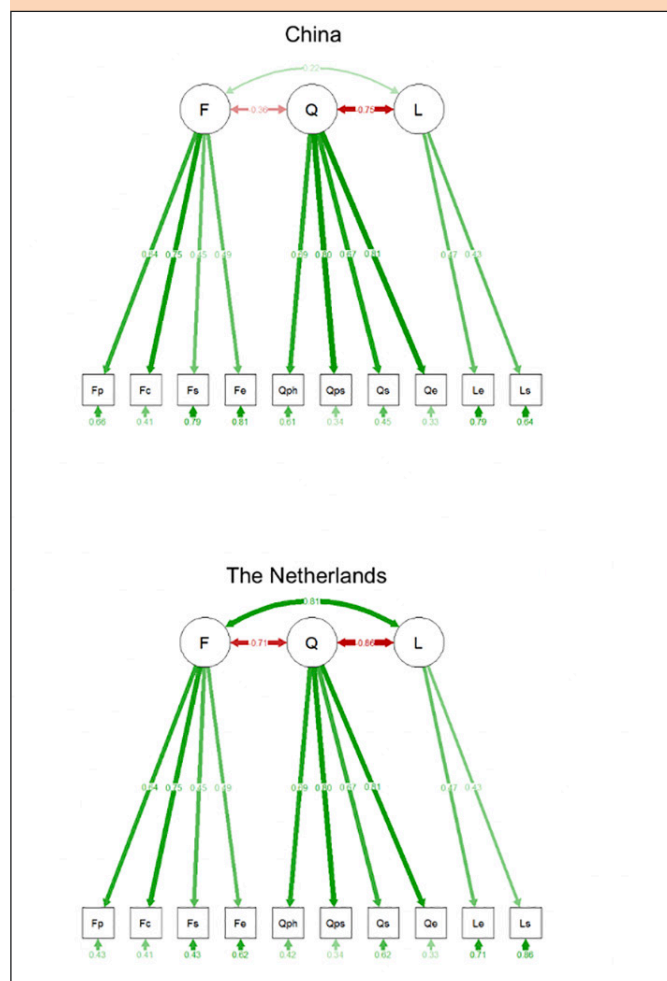 China
0.22
F Q L
0.36 0.75
0.64 0.75 0.45 0.49 0.69 0.80 0.67 0.81 0.47 0.43
Fp Fc Fs Fe Qph Qps Qs Qe Le Ls
0.66 0.41 0.79 0.81 0.61 0.34 0.45 0.33 0.79 0.64
The Netherlands
0.81
F Q L
0.71 0.86
0.64 0.75 0.45 0.49 0.69 0.80 0.67 0.81 0.47 0.43
Fp Fc Fs Fe Qph Qps Qs Qe Le Ls
0.43 0.41 0.43 0.62 0.42 0.34 0.62 0.33 0.71 0.86